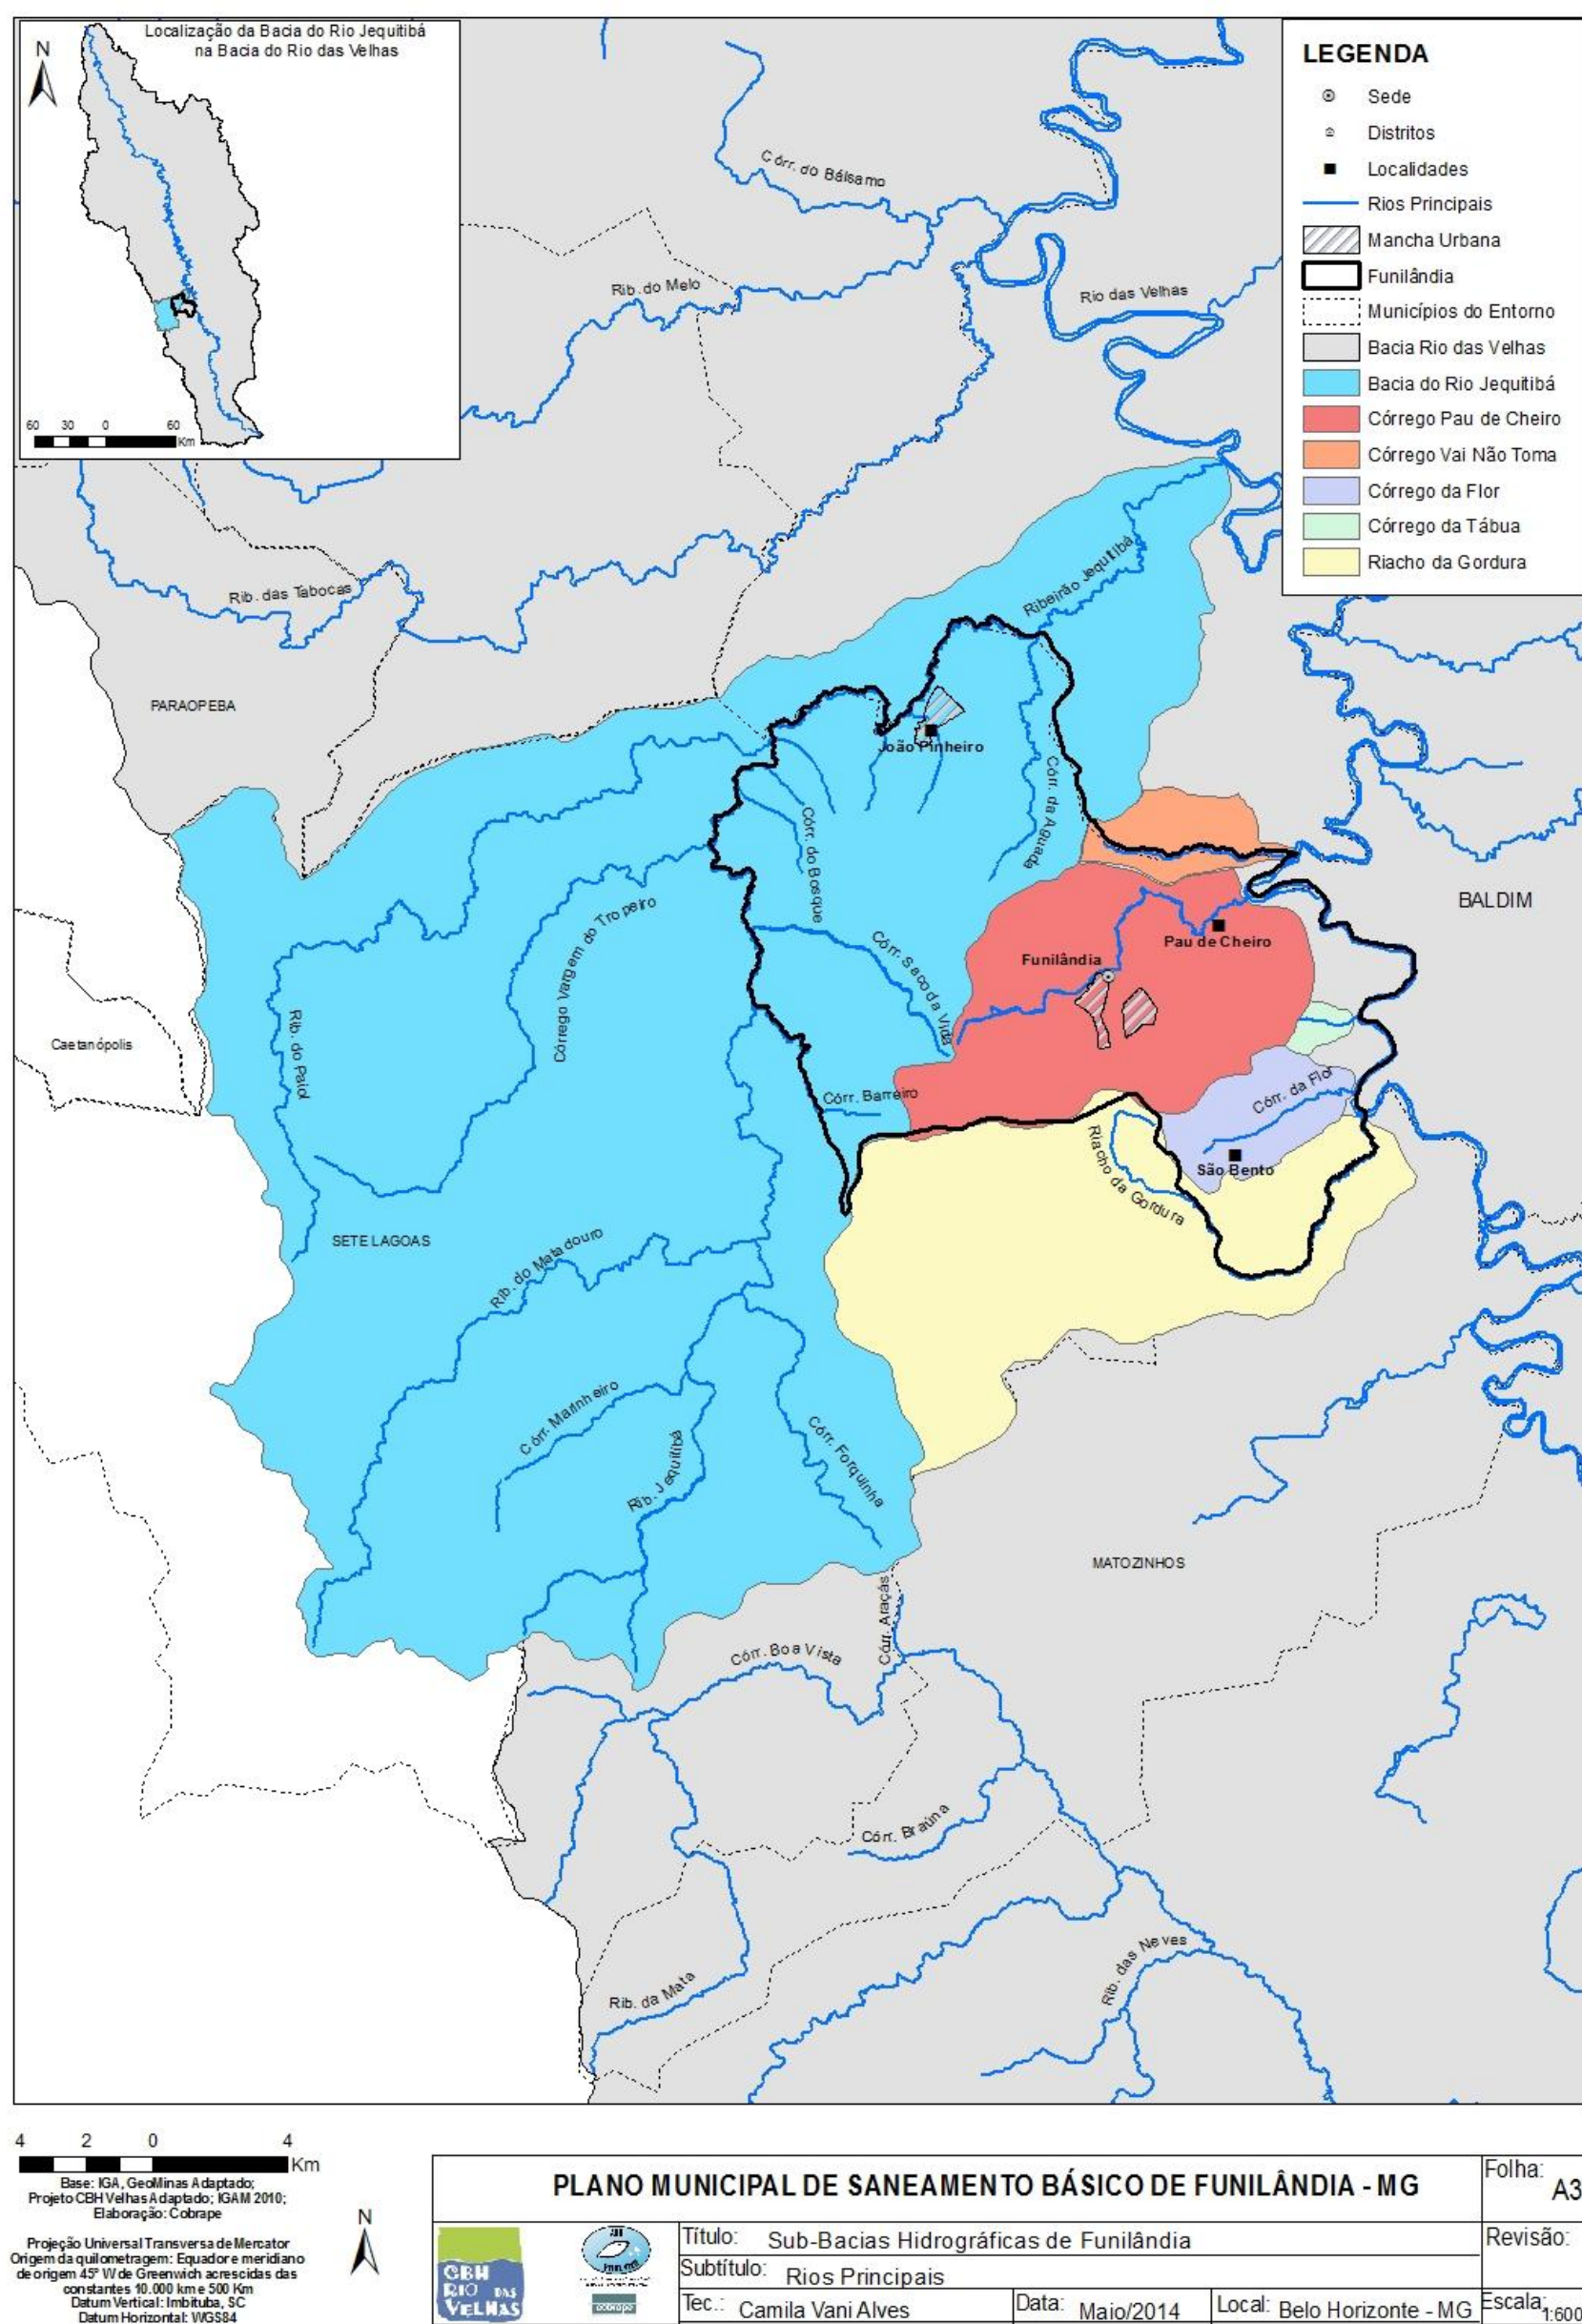 Localização da Bacia do Rio Jequitibá
na Bacia do Rio das Velhas
N
60 30 0 60
Km
LEGENDA
Sede
Distritos
Localidades
Rios Principais
Mancha Urbana
Funilândia
Municípios do Entorno
Bacia Rio das Velhas
Bacia do Rio Jequitibá
Córrego Pau de Cheiro
Córrego Vai Não Toma
Córrego da Flor
Córrego da Tábua
Riacho da Gordura
Córr. do Bálsamo
Rib. do Melo
Rio das Velhas
Rib. das Tabocas
Ribeirão Jequitibá
PARAOPEBA
João Pinheiro
Córr. da Aguada
Córr. do Bosque
Córrego Vargem do Tropeiro
BALDIM
Córr. Saco da Vida
Pau de Cheiro
Funilândia
Rib. do Paiol
Caetanópolis
Córr. Barreiro
Córr. da Flor
Riacho da Gordura
São Bento
SETE LAGOAS
Rib. do Matadouro
Córr. Marinheiro
Rib. Jequitibá
Córr. Forquinha
MATOZINHOS
Córr. Araçás
Córr. Boa Vista
Córr. Braúna
Rib. das Neves
Rib. da Mata
4 2 0 4
Km
Base: IGA, GeoMinas Adaptado;
Projeto CBH Velhas Adaptado; IGAM 2010;
Elaboração: Cobrape
Projeção Universal Transversa de Mercator
Origem da quilometragem: Equador e meridiano
de origem 45° W de Greenwich acrescidas das
constantes 10.000 km e 500 Km
Datum Vertical: Imbituba, SC
Datum Horizontal: WGS84
N
PLANO MUNICIPAL DE SANEAMENTO BÁSICO DE FUNILÂNDIA - MG
Folha: A3
CBH
RIO DAS
VELHAS
cobrape
Título: Sub-Bacias Hidrográficas de Funilândia
Revisão:
Subtítulo: Rios Principais
Tec.: Camila Vani Alves
Data: Maio/2014
Local: Belo Horizonte - MG
Escala: 1:600